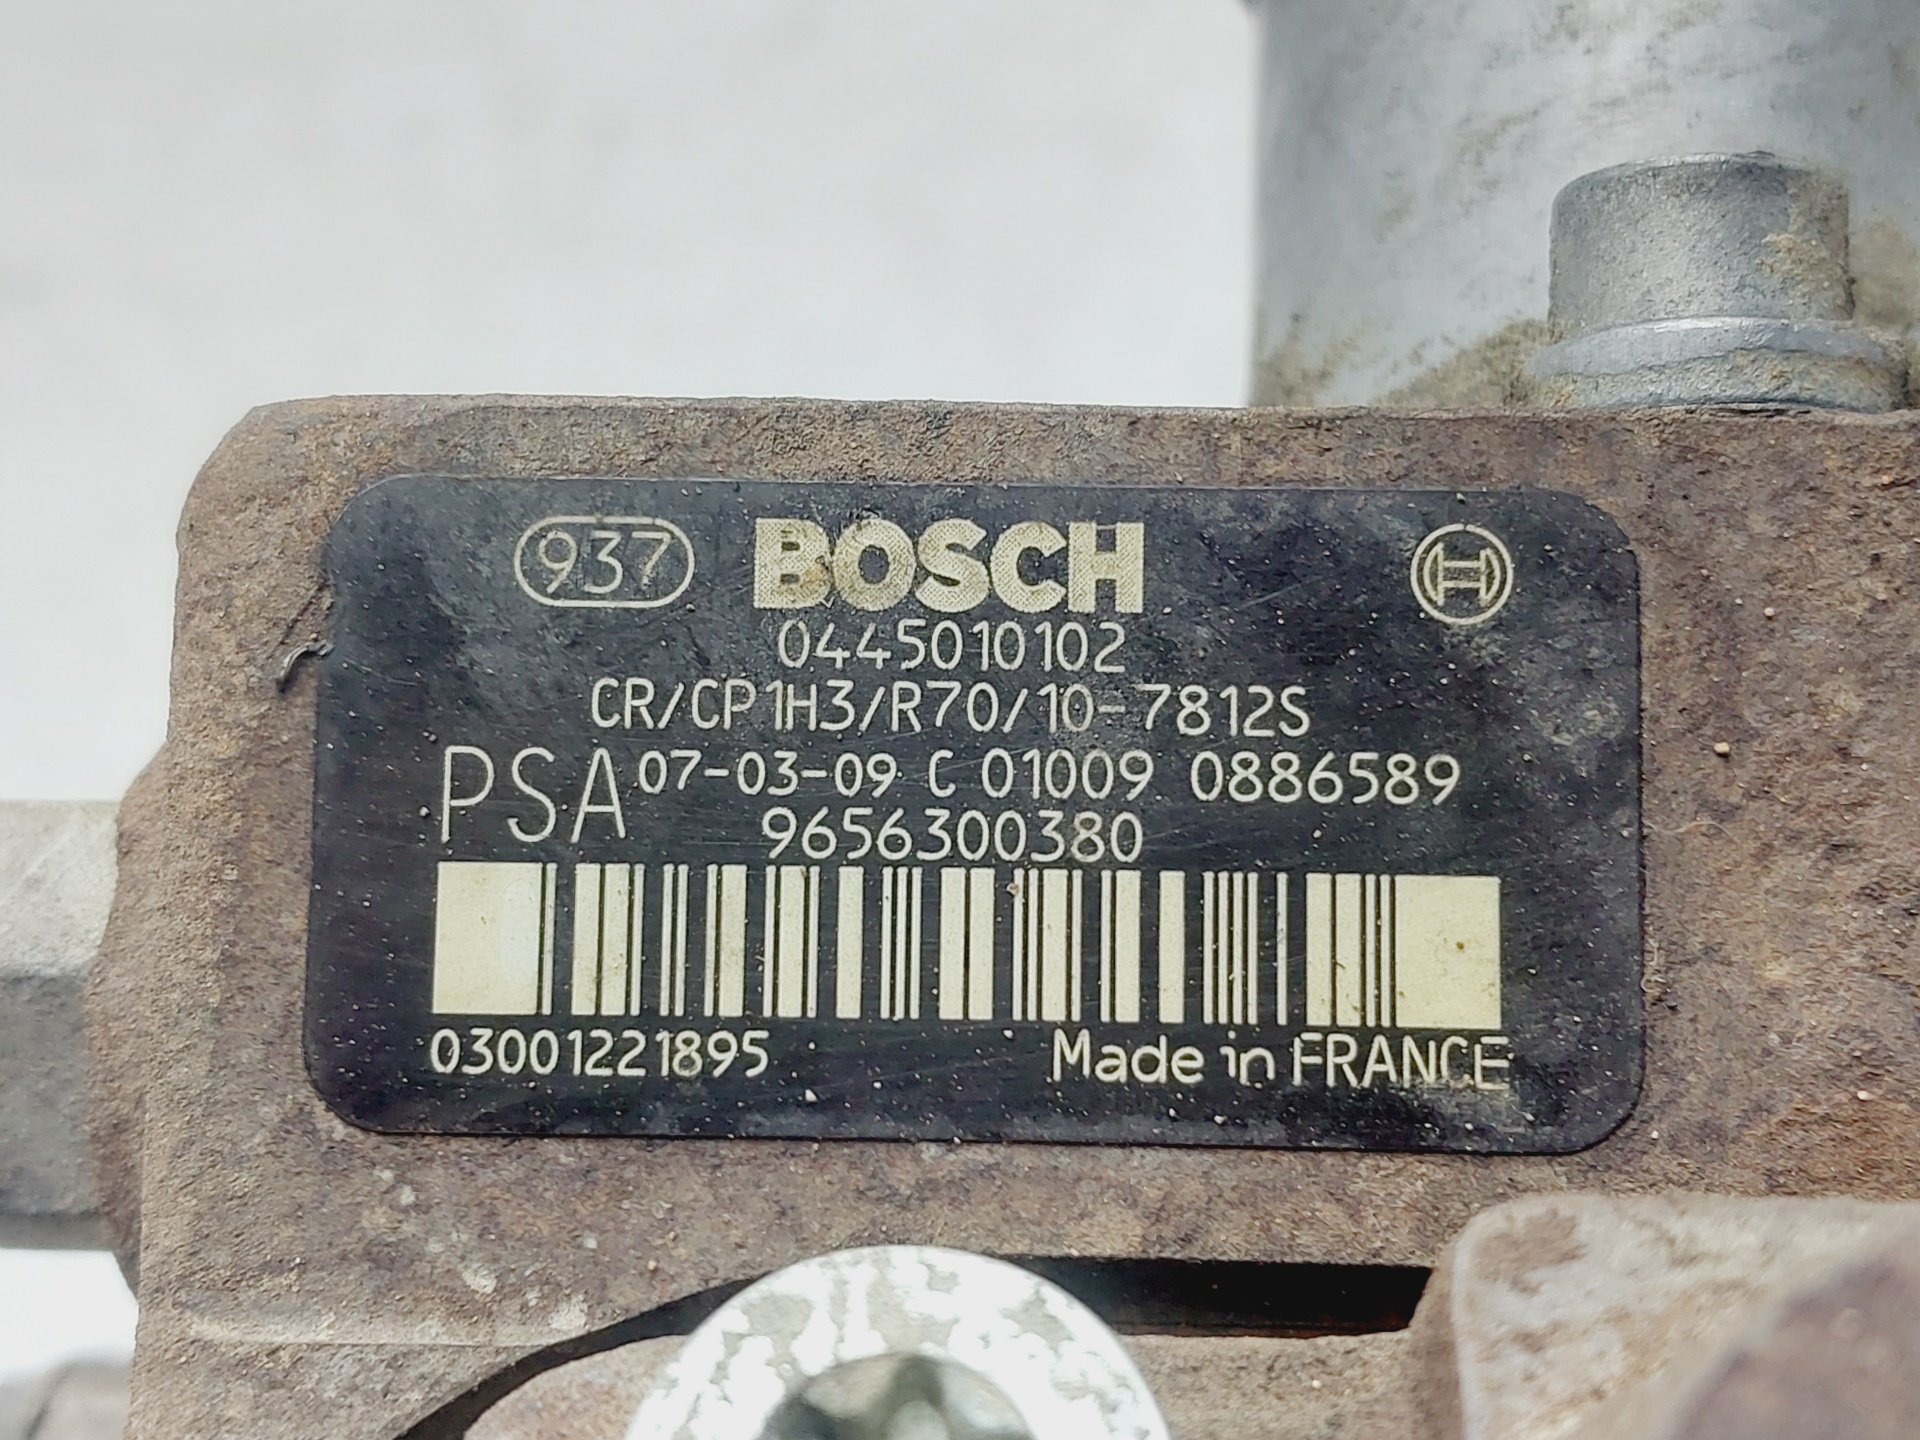 937 BOSCH
0445010102
CR/CP1H3/R70/10-7812S
PSA 07-03-09 C 01009 0886589
9656300380
03001221895 Made in FRANCE